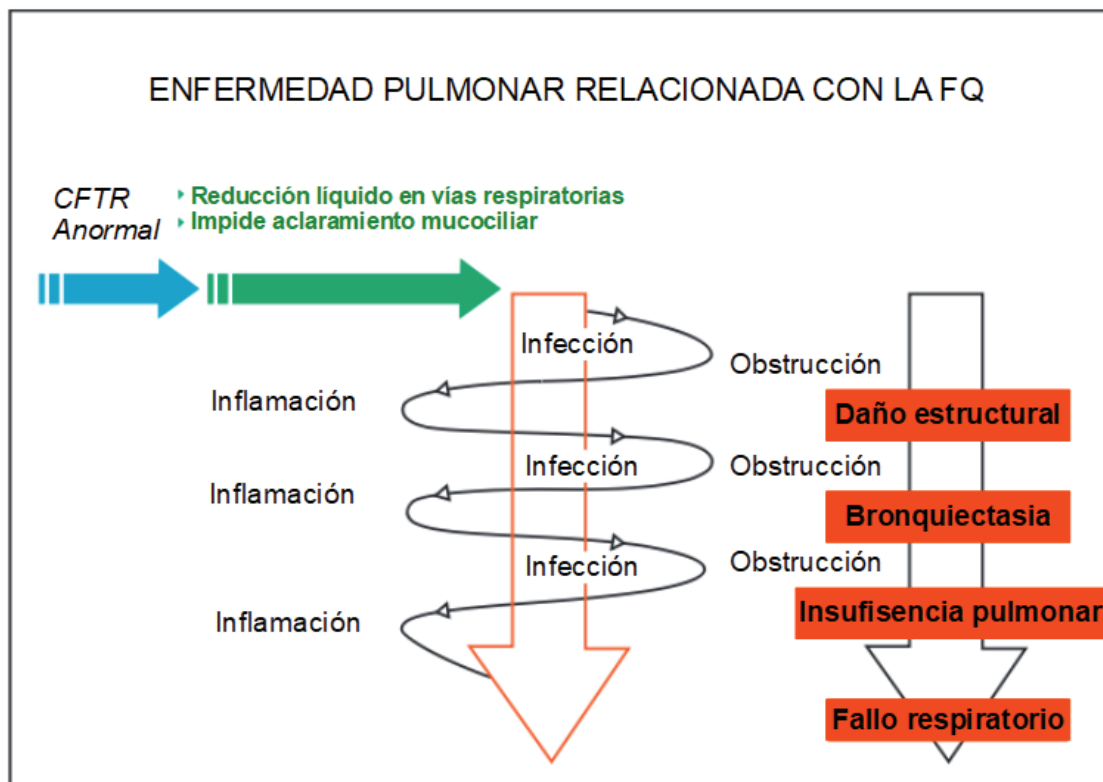 ENFERMEDAD PULMONAR RELACIONADA CON LA FQ
CFTR
Anormal
Reducción líquido en vías respiratorias
Impide aclaramiento mucociliar
Infección
Obstrucción
Inflamación
Daño estructural
Infección
Obstrucción
Inflamación
Bronquiectasia
Infección
Obstrucción
Insufisencia pulmonar
Inflamación
Fallo respiratorio